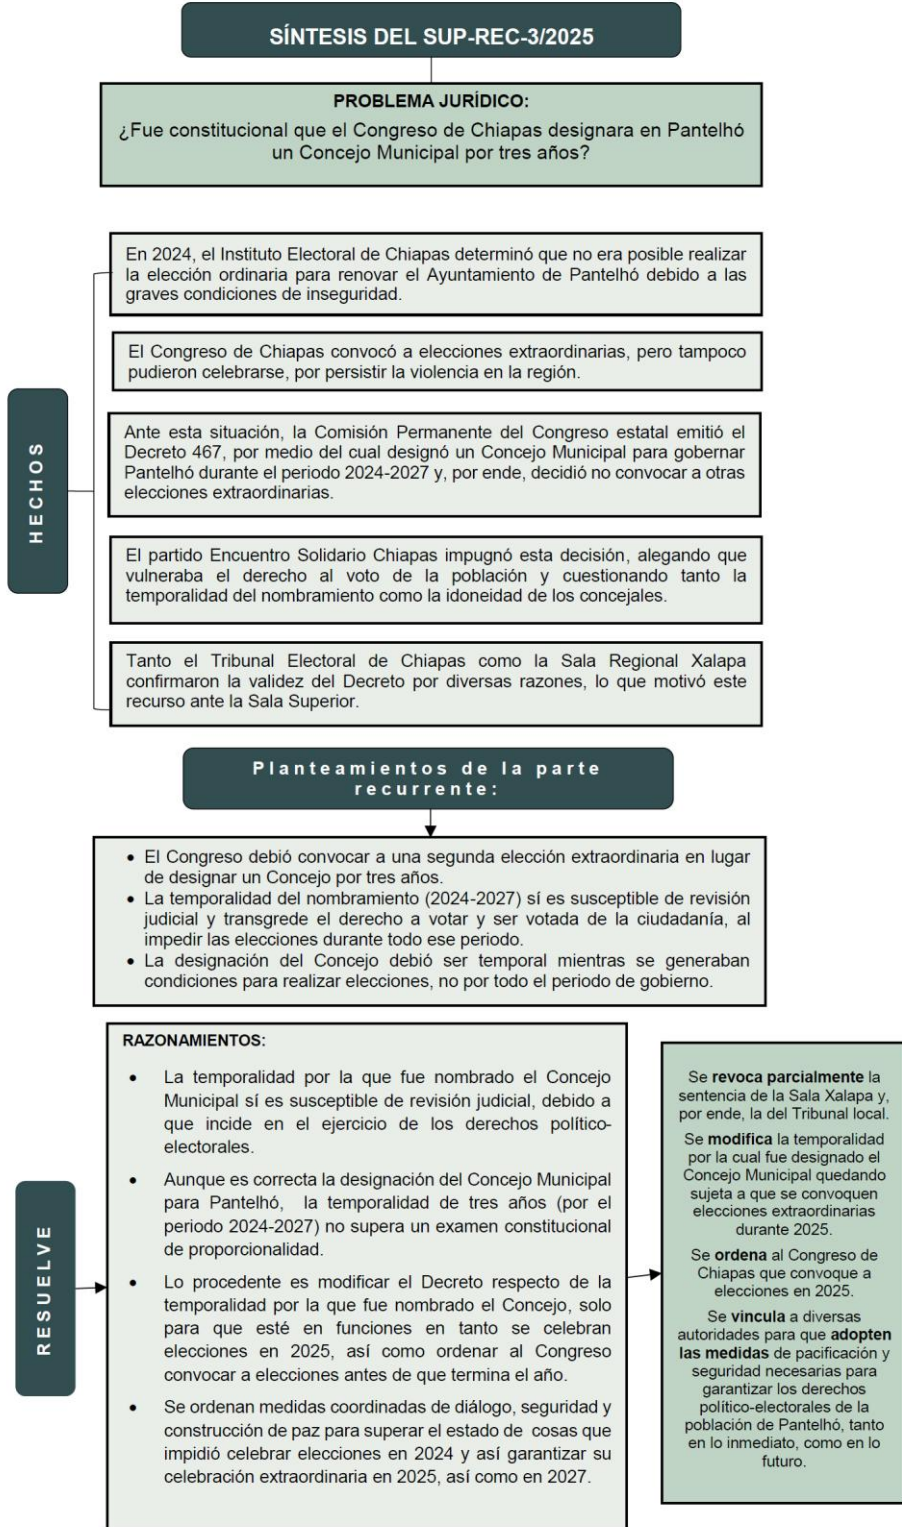 SÍNTESIS DEL SUP-REC-3/2025
PROBLEMA JURÍDICO:
¿Fue constitucional que el Congreso de Chiapas designara en Pantelhó
un Concejo Municipal por tres años?
HECHOS
En 2024, el Instituto Electoral de Chiapas determinó que no era posible realizar
la elección ordinaria para renovar el Ayuntamiento de Pantelhó debido a las
graves condiciones de inseguridad.
El Congreso de Chiapas convocó a elecciones extraordinarias, pero tampoco
pudieron celebrarse, por persistir la violencia en la región.
Ante esta situación, la Comisión Permanente del Congreso estatal emitió el
Decreto 467, por medio del cual designó un Concejo Municipal para gobernar
Pantelhó durante el periodo 2024-2027 y, por ende, decidió no convocar a otras
elecciones extraordinarias.
El partido Encuentro Solidario Chiapas impugnó esta decisión, alegando que
vulneraba el derecho al voto de la población y cuestionando tanto la
temporalidad del nombramiento como la idoneidad de los concejales.
Tanto el Tribunal Electoral de Chiapas como la Sala Regional Xalapa
confirmaron la validez del Decreto por diversas razones, lo que motivó este
recurso ante la Sala Superior.
Planteamientos de la parte
recurrente:
• El Congreso debió convocar a una segunda elección extraordinaria en lugar
de designar un Concejo por tres años.
• La temporalidad del nombramiento (2024-2027) sí es susceptible de revisión
judicial y transgrede el derecho a votar y ser votada de la ciudadanía, al
impedir las elecciones durante todo ese periodo.
• La designación del Concejo debió ser temporal mientras se generaban
condiciones para realizar elecciones, no por todo el periodo de gobierno.
RESUELVE
RAZONAMIENTOS:
• La temporalidad por la que fue nombrado el Concejo
Municipal sí es susceptible de revisión judicial, debido a
que incide en el ejercicio de los derechos político-
electorales.
• Aunque es correcta la designación del Concejo Municipal
para Pantelhó, la temporalidad de tres años (por el
periodo 2024-2027) no supera un examen constitucional
de proporcionalidad.
• Lo procedente es modificar el Decreto respecto de la
temporalidad por la que fue nombrado el Concejo, solo
para que esté en funciones en tanto se celebran
elecciones en 2025, así como ordenar al Congreso
convocar a elecciones antes de que termina el año.
• Se ordenan medidas coordinadas de diálogo, seguridad y
construcción de paz para superar el estado de cosas que
impidió celebrar elecciones en 2024 y así garantizar su
celebración extraordinaria en 2025, así como en 2027.
Se revoca parcialmente la
sentencia de la Sala Xalapa y,
por ende, la del Tribunal local.
Se modifica la temporalidad
por la cual fue designado el
Concejo Municipal quedando
sujeta a que se convoquen
elecciones extraordinarias
durante 2025.
Se ordena al Congreso de
Chiapas que convoque a
elecciones en 2025.
Se vincula a diversas
autoridades para que adopten
las medidas de pacificación y
seguridad necesarias para
garantizar los derechos
político-electorales de la
población de Pantelhó, tanto
en lo inmediato, como en lo
futuro.